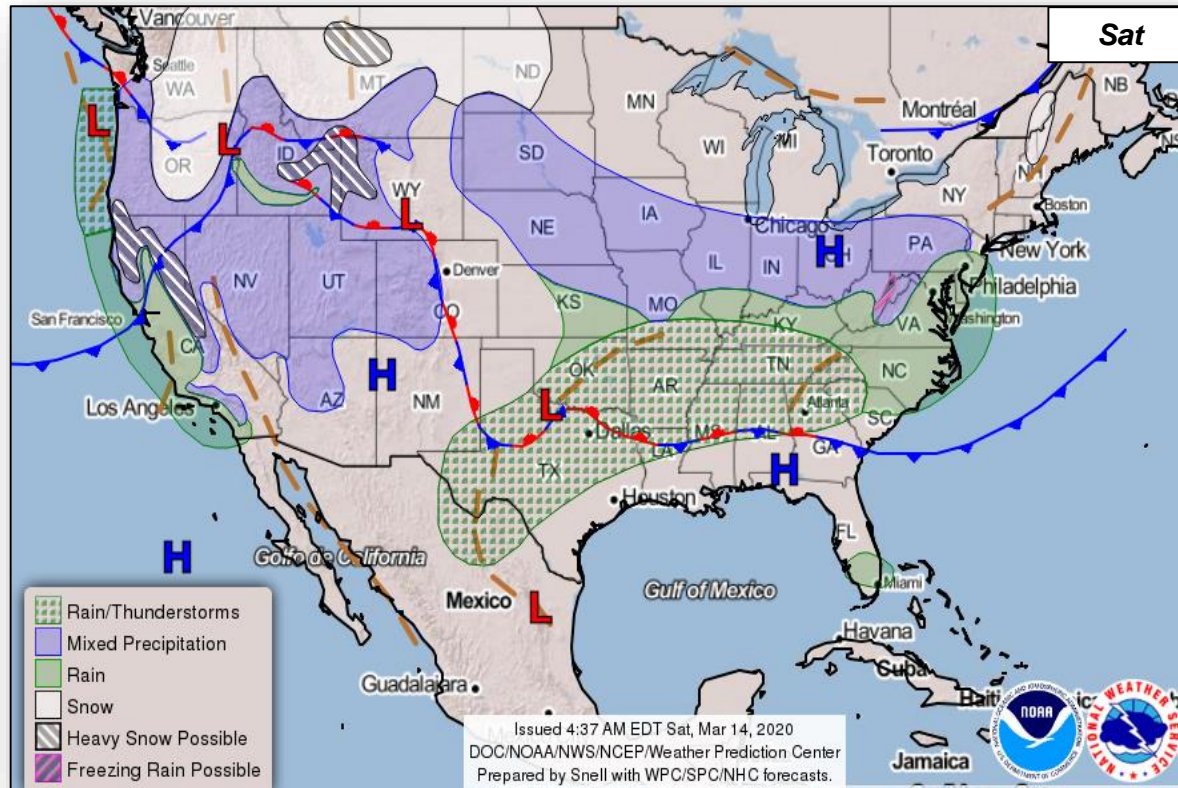 Sat
Vancouver
Seattle
WA
MT
ND
NB
Montréal
MN
OR
ID
SD
WI
MI
Toronto
NH
WY
NY
Boston
IA
NE
Chicago
PA
New York
NV
UT
Denver
IL
IN
OH
Philadelphia
CO
KS
MO
San Francisco
KY
VA
Washington
CA
OK
TN
NC
Los Angeles
AZ
NM
AR
Atlanta
SC
Dallas
MS
AL
GA
LA
TX
Houston
FL
Golfo de California
Miami
Gulf of Mexico
Mexico
Havana
Cuba
Guadalajara
Jamaica
L
L
L
L
L
H
H
H
H
Rain/Thunderstorms
Mixed Precipitation
Rain
Snow
Heavy Snow Possible
Freezing Rain Possible
Issued 4:37 AM EDT Sat, Mar 14, 2020
DOC/NOAA/NWS/NCEP/Weather Prediction Center
Prepared by Snell with WPC/SPC/NHC forecasts.
NOAA
NATIONAL WEATHER SERVICE